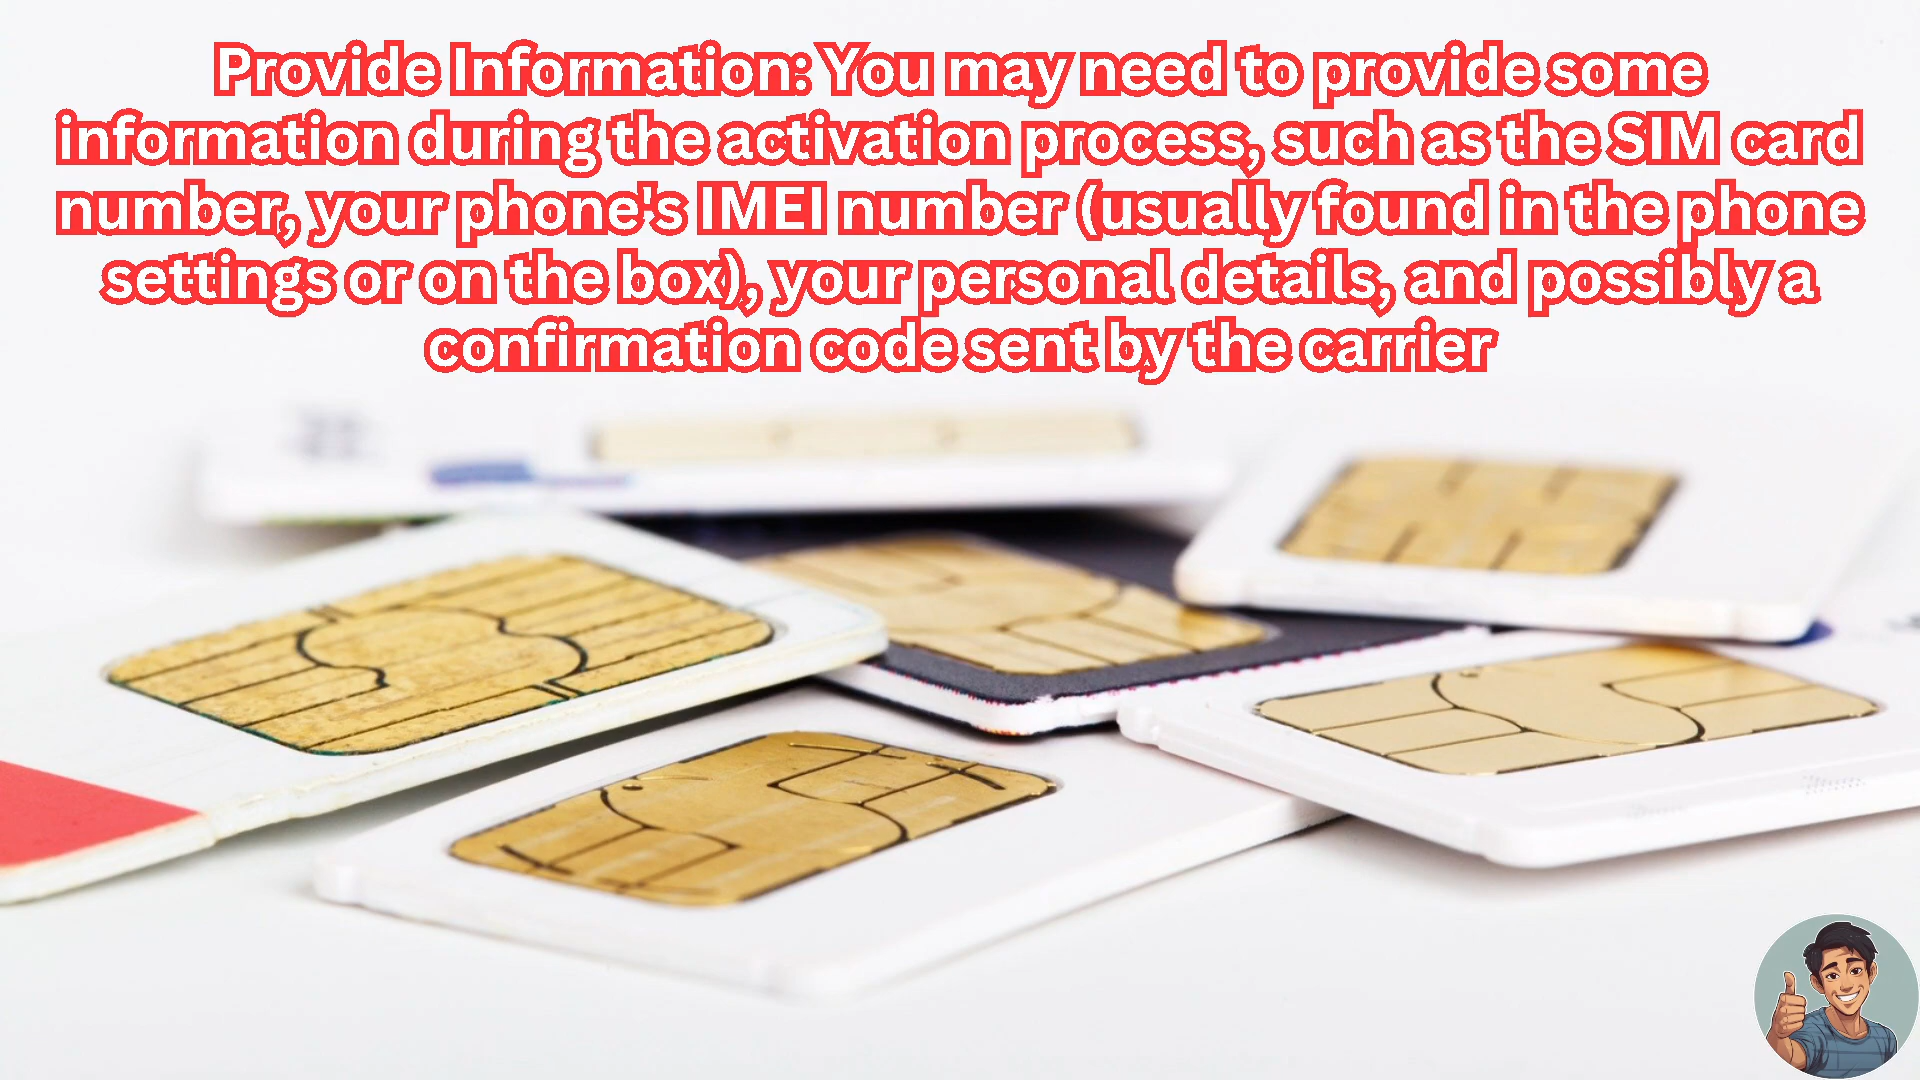 Provide Information: You may need to provide some
information during the activation process, such as the SIM card
number, your phone's IMEI number (usually found in the phone
settings or on the box), your personal details, and possibly a
confirmation code sent by the carrier